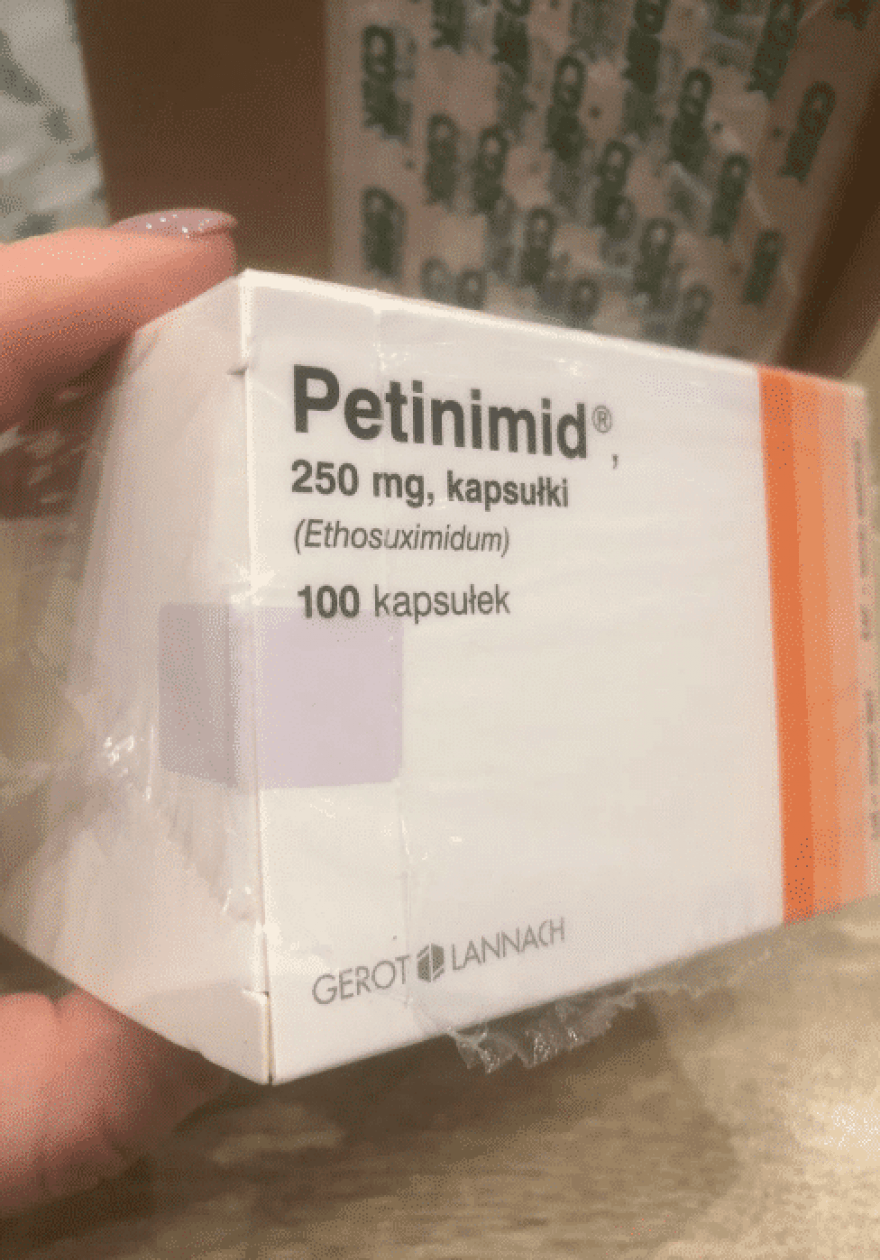 Petinimid®,
250 mg, kapsułki
(Ethosuximidum)
100 kapsułek
GEROT LANNACH